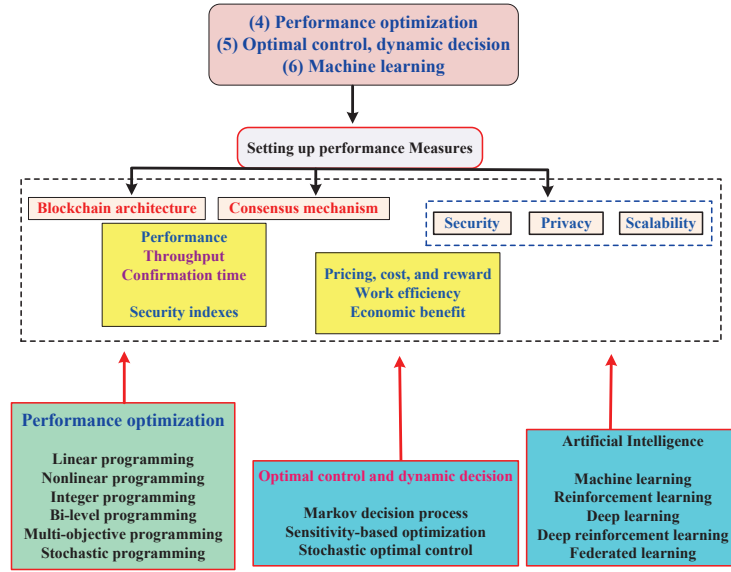 (4) Performance optimization
(5) Optimal control, dynamic decision
(6) Machine learning
Setting up performance Measures
Blockchain architecture
Consensus mechanism
Security
Privacy
Scalability
Performance
Throughput
Confirmation time
Security indexes
Pricing, cost, and reward
Work efficiency
Economic benefit
Performance optimization
Linear programming
Nonlinear programming
Integer programming
Bi-level programming
Multi-objective programming
Stochastic programming
Optimal control and dynamic decision
Markov decision process
Sensitivity-based optimization
Stochastic optimal control
Artificial Intelligence
Machine learning
Reinforcement learning
Deep learning
Deep reinforcement learning
Federated learning